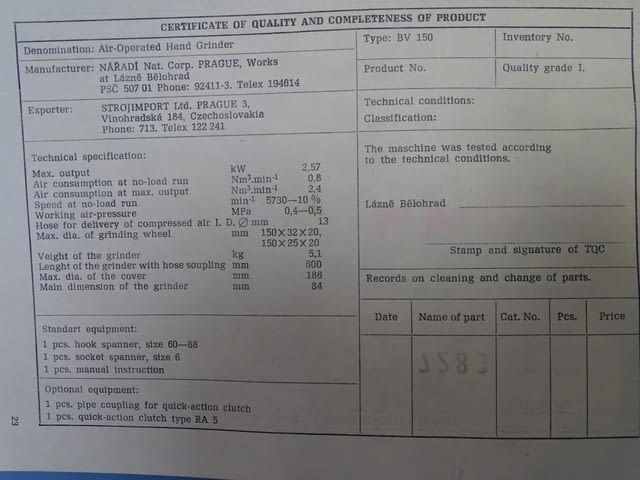 CERTIFICATE OF QUALITY AND COMPLETENESS OF PRODUCT
Denomination: Air-Operated Hand Grinder
Manufacturer: NÁŘADÍ Nat. Corp. PRAGUE, Works
at Lázně Bělohrad
PSČ 507 01 Phone: 92411-3. Telex 194614
Exporter: STROJIMPORT Ltd. PRAGUE 3,
Vinohradská 184, Czechoslovakia
Phone: 713. Telex 122 241
Technical specification:
Max. output kW 2,57
Air consumption at no-load run Nm³.min-¹ 0,8
Air consumption at max. output Nm³.min-¹ 2,4
Speed at no-load run min-¹ 5730—10 %
Working air-pressure MPa 0,4—0,5
Hose for delivery of compressed air I. D. ∅ mm 13
Max. dia. of grinding wheel mm 150X32X20,
150X25X20
Veight of the grinder kg 5,1
Lenght of the grinder with hose suupling mm 600
Max. dia. of the cover mm 186
Main dimension of the grinder mm 84
Standart equipment:
1 pcs. hook spanner, size 60—68
1 pcs. socket spanner, size 6
1 pcs. manual instruction
Optional equipment:
1 pcs. pipe coupling for quick-action clutch
1 pcs. quick-action clutch type RA 5
Type: BV 150
Inventory No.
Product No.
Quality grade I.
Technical conditions:
Classification:
The maschine was tested according
to the technical conditions.
Lázně Bělohrad
Stamp and signature of TQC
Records on cleaning and change of parts.
Date Name of part Cat. No. Pcs. Price
23